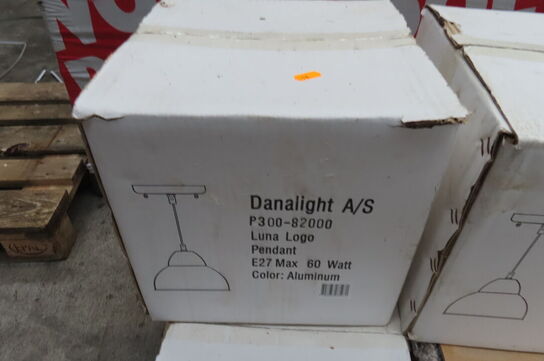 Danalight A/S
P300-82000
Luna Logo
Pendant
E27 Max 60 Watt
Color: Aluminum